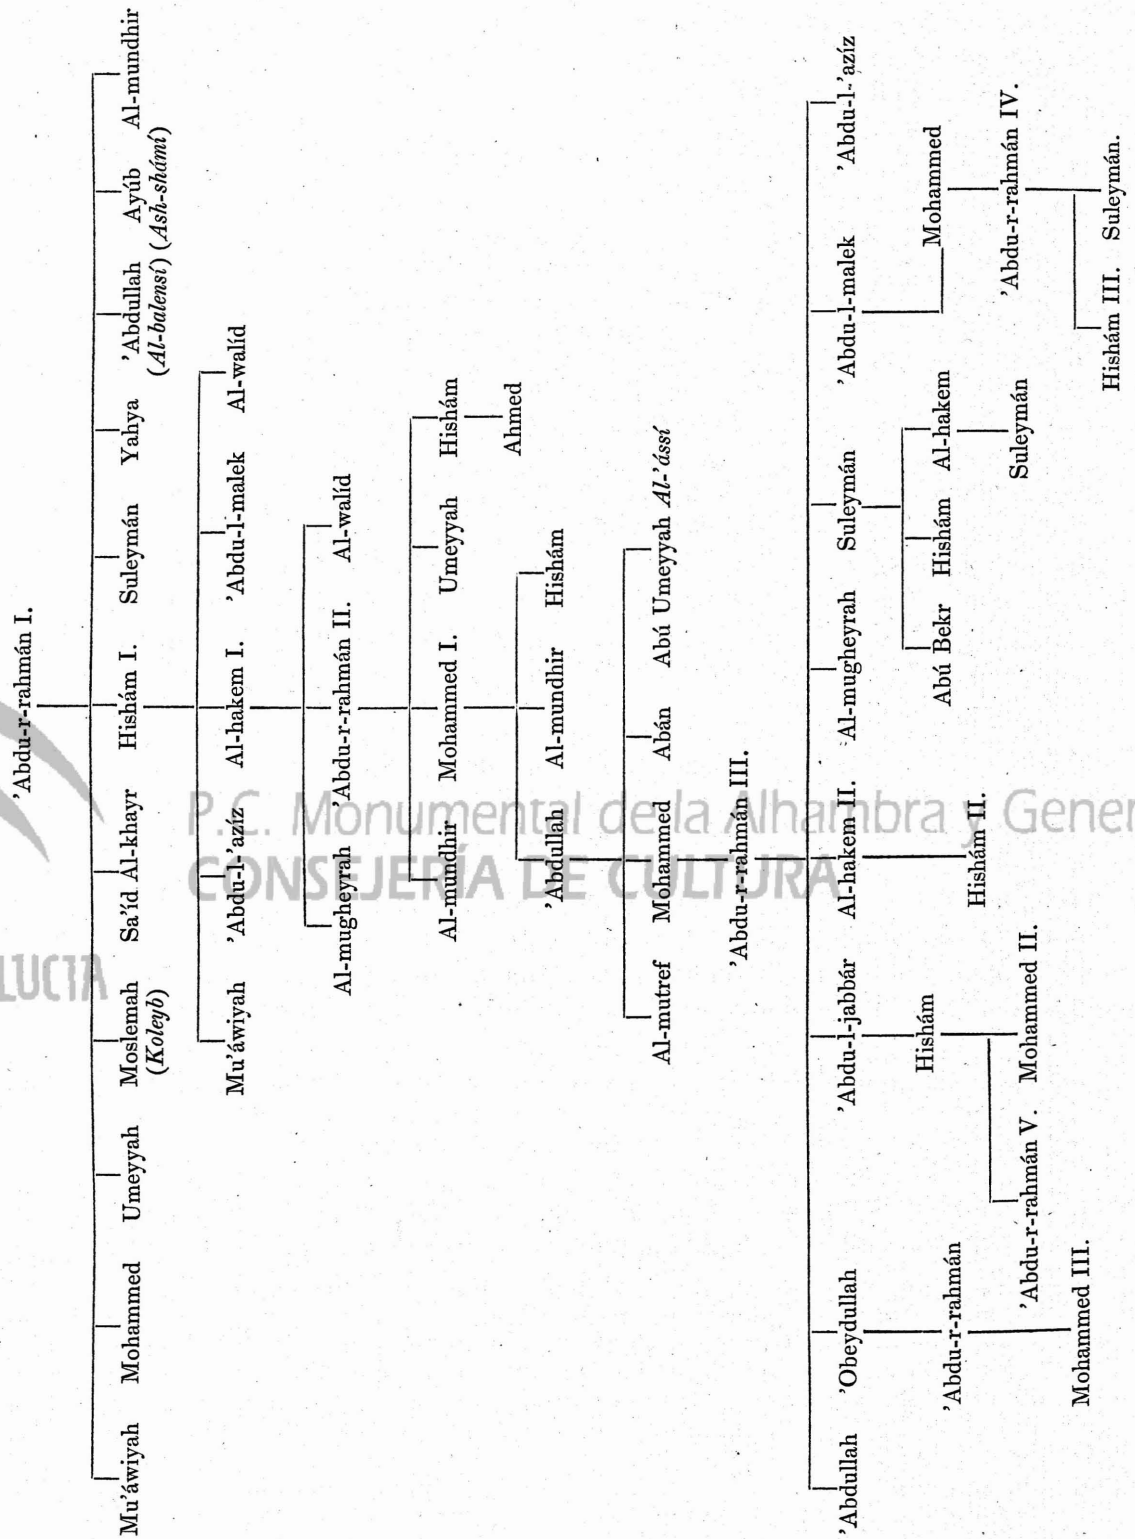 'Abdu-r-rahmán I.
Mu'áwiyah Mohammed Umeyyah Moslemah Sa'íd Al-khayr Hishám I. Suleymán Yahya 'Abdullah Ayúb Al-mundhir
(Koleyb) (Al-balensí) (Ash-shámí)
Mu'áwiyah 'Abdu-l-'azíz Al-hakem I. 'Abdu-l-malek Al-walíd
Al-mugheyrah 'Abdu-r-rahmán II. Al-walíd
Al-mundhir Mohammed I. Umeyyah Hishám
Ahmed
'Abdullah Al-mundhir Hishám
Al-mutref Mohammed Abán Abú Umeyyah Al-'ássí
'Abdu-r-rahmán III.
'Abdullah 'Obeydullah 'Abdu-l-jabbár Al-hakem II. Al-mugheyrah Suleymán 'Abdu-l-malek 'Abdu-l-'azíz
Hishám Abú Bekr Hishám Al-hakem Mohammed
'Abdu-r-rahmán Hishám II. Suleymán 'Abdu-r-rahmán IV.
'Abdu-r-rahmán V. Mohammed II.
Mohammed III. Hishám III. Suleymán.
P.C. Monumental de la Alhambra y Gener
CONSEJERÍA DE CULTURA
LUCIA